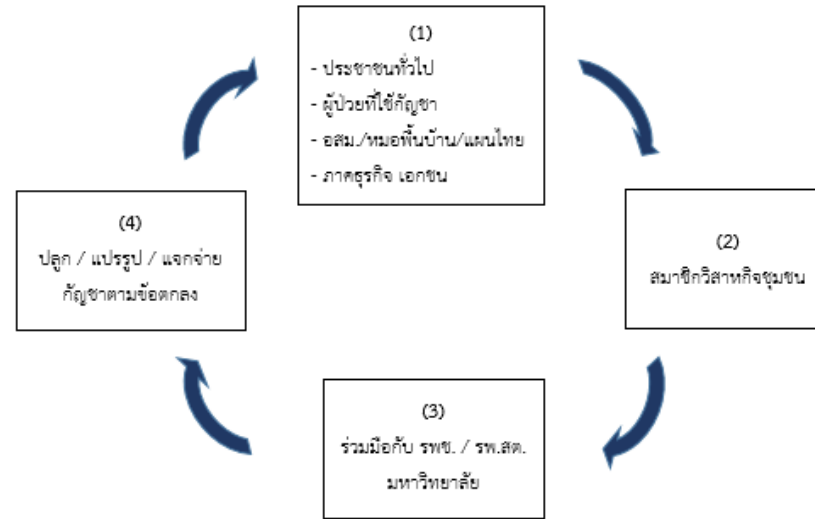 (1)
- ประชาชนทั่วไป
- ผู้ป่วยที่ใช้กัญชา
- อสม./หมอพื้นบ้าน/แผนไทย
- ภาคธุรกิจ เอกชน
(2)
สมาชิกวิสาหกิจชุมชน
(3)
ร่วมมือกับ รพช. / รพ.สต.
มหาวิทยาลัย
(4)
ปลูก / แปรรูป / แจกจ่าย
กัญชาตามข้อตกลง